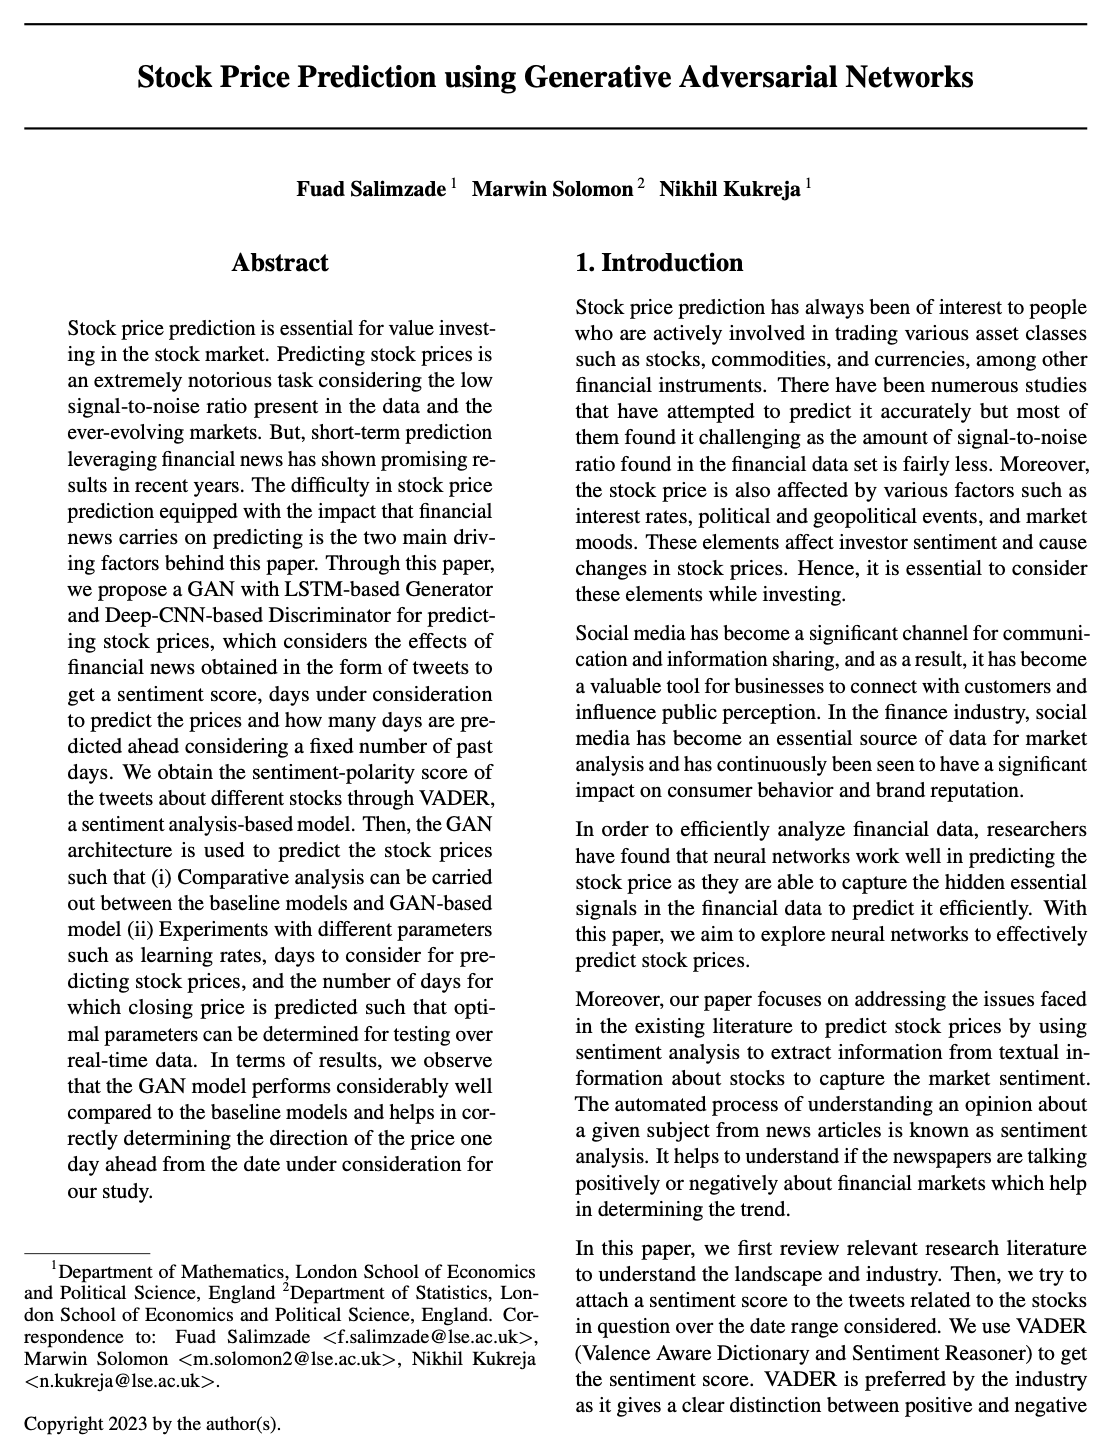 Stock Price Prediction using Generative Adversarial Networks
Fuad Salimzade 1 Marwin Solomon 2 Nikhil Kukreja 1
Abstract
Stock price prediction is essential for value invest-
ing in the stock market. Predicting stock prices is
an extremely notorious task considering the low
signal-to-noise ratio present in the data and the
ever-evolving markets. But, short-term prediction
leveraging financial news has shown promising re-
sults in recent years. The difficulty in stock price
prediction equipped with the impact that financial
news carries on predicting is the two main driv-
ing factors behind this paper. Through this paper,
we propose a GAN with LSTM-based Generator
and Deep-CNN-based Discriminator for predict-
ing stock prices, which considers the effects of
financial news obtained in the form of tweets to
get a sentiment score, days under consideration
to predict the prices and how many days are pre-
dicted ahead considering a fixed number of past
days. We obtain the sentiment-polarity score of
the tweets about different stocks through VADER,
a sentiment analysis-based model. Then, the GAN
architecture is used to predict the stock prices
such that (i) Comparative analysis can be carried
out between the baseline models and GAN-based
model (ii) Experiments with different parameters
such as learning rates, days to consider for pre-
dicting stock prices, and the number of days for
which closing price is predicted such that opti-
mal parameters can be determined for testing over
real-time data. In terms of results, we observe
that the GAN model performs considerably well
compared to the baseline models and helps in cor-
rectly determining the direction of the price one
day ahead from the date under consideration for
our study.
1Department of Mathematics, London School of Economics
and Political Science, England 2Department of Statistics, Lon-
don School of Economics and Political Science, England. Cor-
respondence to: Fuad Salimzade <f.salimzade@lse.ac.uk>,
Marwin Solomon <m.solomon2@lse.ac.uk>, Nikhil Kukreja
<n.kukreja@lse.ac.uk>.
Copyright 2023 by the author(s).
1. Introduction
Stock price prediction has always been of interest to people
who are actively involved in trading various asset classes
such as stocks, commodities, and currencies, among other
financial instruments. There have been numerous studies
that have attempted to predict it accurately but most of
them found it challenging as the amount of signal-to-noise
ratio found in the financial data set is fairly less. Moreover,
the stock price is also affected by various factors such as
interest rates, political and geopolitical events, and market
moods. These elements affect investor sentiment and cause
changes in stock prices. Hence, it is essential to consider
these elements while investing.
Social media has become a significant channel for communi-
cation and information sharing, and as a result, it has become
a valuable tool for businesses to connect with customers and
influence public perception. In the finance industry, social
media has become an essential source of data for market
analysis and has continuously been seen to have a significant
impact on consumer behavior and brand reputation.
In order to efficiently analyze financial data, researchers
have found that neural networks work well in predicting the
stock price as they are able to capture the hidden essential
signals in the financial data to predict it efficiently. With
this paper, we aim to explore neural networks to effectively
predict stock prices.
Moreover, our paper focuses on addressing the issues faced
in the existing literature to predict stock prices by using
sentiment analysis to extract information from textual in-
formation about stocks to capture the market sentiment.
The automated process of understanding an opinion about
a given subject from news articles is known as sentiment
analysis. It helps to understand if the newspapers are talking
positively or negatively about financial markets which help
in determining the trend.
In this paper, we first review relevant research literature
to understand the landscape and industry. Then, we try to
attach a sentiment score to the tweets related to the stocks
in question over the date range considered. We use VADER
(Valence Aware Dictionary and Sentiment Reasoner) to get
the sentiment score. VADER is preferred by the industry
as it gives a clear distinction between positive and negative